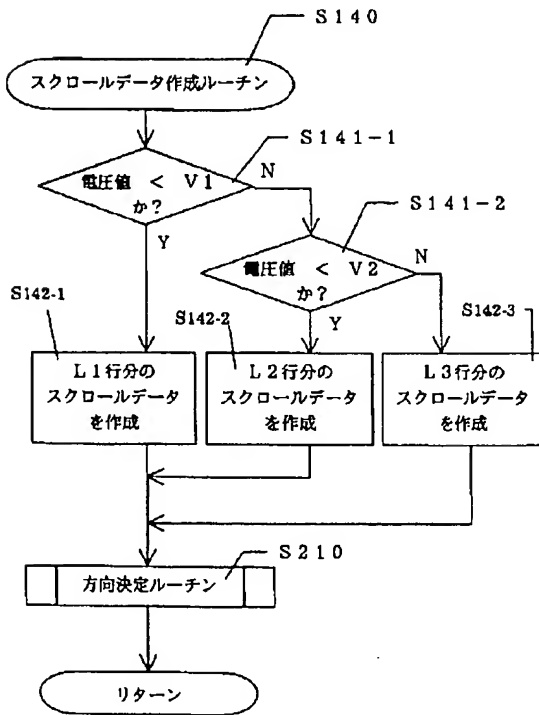 S140
スクロールデータ作成ルーチン
S141-1
電圧値 < V1
か?
N
Y
S141-2
電圧値 < V2
か?
N
Y
S142-1
S142-2
S142-3
L1行分の
スクロールデータ
を作成
L2行分の
スクロールデータ
を作成
L3行分の
スクロールデータ
を作成
S210
方向決定ルーチン
リターン